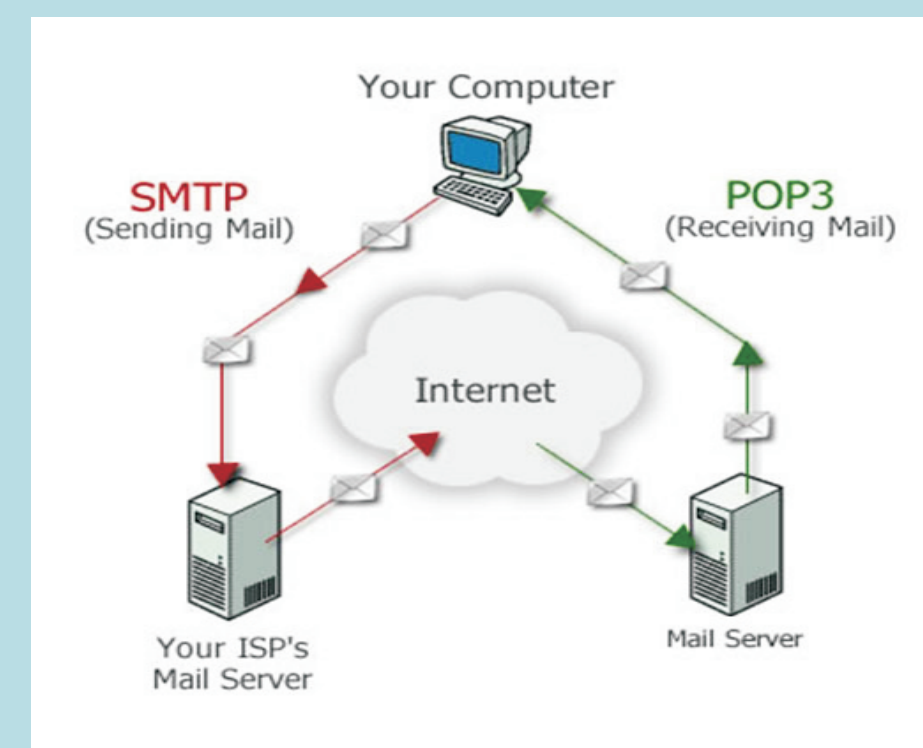 Your Computer
SMTP
(Sending Mail)
POP3
(Receiving Mail)
Internet
Your ISP's
Mail Server
Mail Server